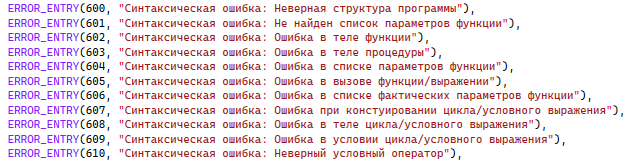 ERROR_ENTRY(600, "Синтаксическая ошибка: Неверная структура программы"),
ERROR_ENTRY(601, "Синтаксическая ошибка: Не найден список параметров функции"),
ERROR_ENTRY(602, "Синтаксическая ошибка: Ошибка в теле функции"),
ERROR_ENTRY(603, "Синтаксическая ошибка: Ошибка в теле процедуры"),
ERROR_ENTRY(604, "Синтаксическая ошибка: Ошибка в списке параметров функции"),
ERROR_ENTRY(605, "Синтаксическая ошибка: Ошибка в вызове функции/выражении"),
ERROR_ENTRY(606, "Синтаксическая ошибка: Ошибка в списке фактических параметров функции"),
ERROR_ENTRY(607, "Синтаксическая ошибка: Ошибка при констуировании цикла/условного выражения"),
ERROR_ENTRY(608, "Синтаксическая ошибка: Ошибка в теле цикла/условного выражения"),
ERROR_ENTRY(609, "Синтаксическая ошибка: Ошибка в условии цикла/условного выражения"),
ERROR_ENTRY(610, "Синтаксическая ошибка: Неверный условный оператор"),